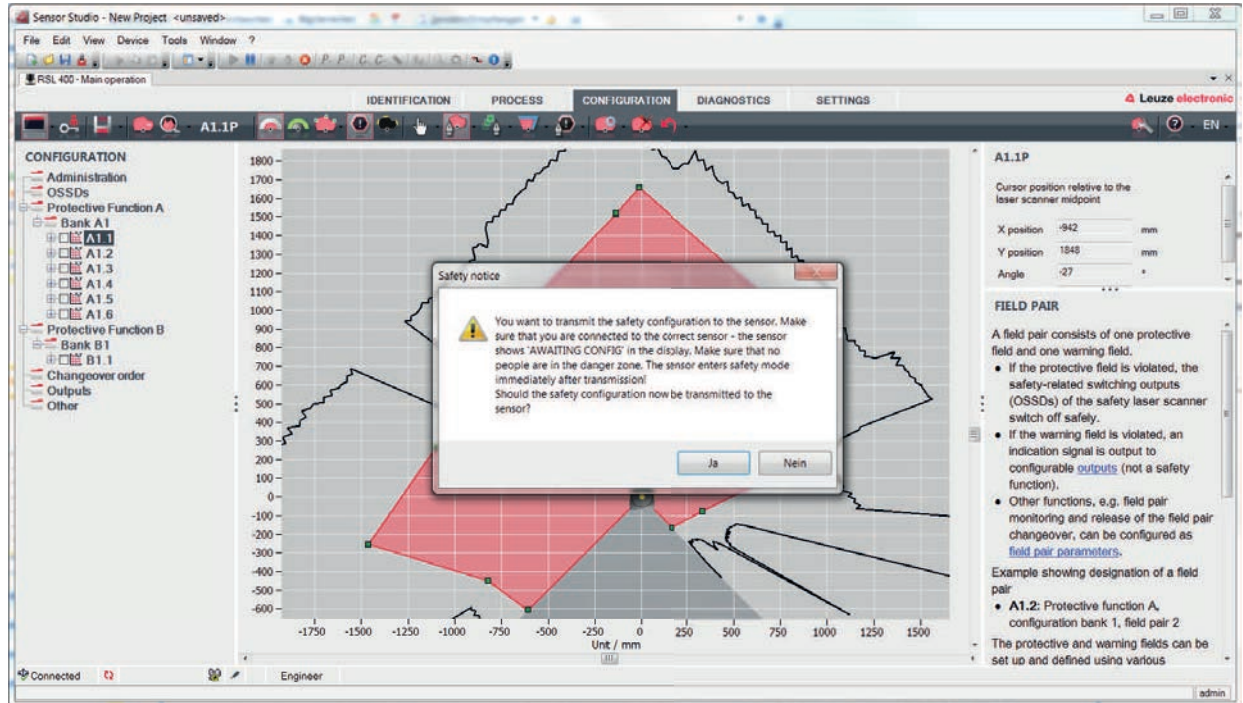 Sensor Studio - New Project <unsaved>
File Edit View Device Tools Window ?
RSL 400 - Main operation
IDENTIFICATION PROCESS CONFIGURATION DIAGNOSTICS SETTINGS
Leuze electronic
A1.1P
EN
CONFIGURATION
Administration
OSSDs
Protective Function A
Bank A1
A1.1
A1.2
A1.3
A1.4
A1.5
A1.6
Protective Function B
Bank B1
B1.1
Changeover order
Outputs
Other
1800
1700
1600
1500
1400
1300
1200
1100
1000
900
800
700
600
500
400
300
200
100
0
-100
-200
-300
-400
-500
-600
-1750 -1500 -1250 -1000 -750 -500 -250 0 250 500 750 1000 1250 1500
Unt / mm
Safety notice
You want to transmit the safety configuration to the sensor. Make
sure that you are connected to the correct sensor - the sensor
shows 'AWAITING CONFIG' in the display. Make sure that no
people are in the danger zone. The sensor enters safety mode
immediately after transmission!
Should the safety configuration now be transmitted to the
sensor?
Ja Nein
A1.1P
Cursor position relative to the
laser scanner midpoint
X position -942 mm
Y position 1848 mm
Angle -27 °
FIELD PAIR
A field pair consists of one protective
field and one warning field.
• If the protective field is violated, the
safety-related switching outputs
(OSSDs) of the safety laser scanner
switch off safely.
• If the warning field is violated, an
indication signal is output to
configurable outputs (not a safety
function).
• Other functions, e.g. field pair
monitoring and release of the field pair
changeover, can be configured as
field pair parameters.
Example showing designation of a field
pair
• A1.2: Protective function A,
configuration bank 1, field pair 2
The protective and warning fields can be
set up and defined using various
Connected
Engineer
admin